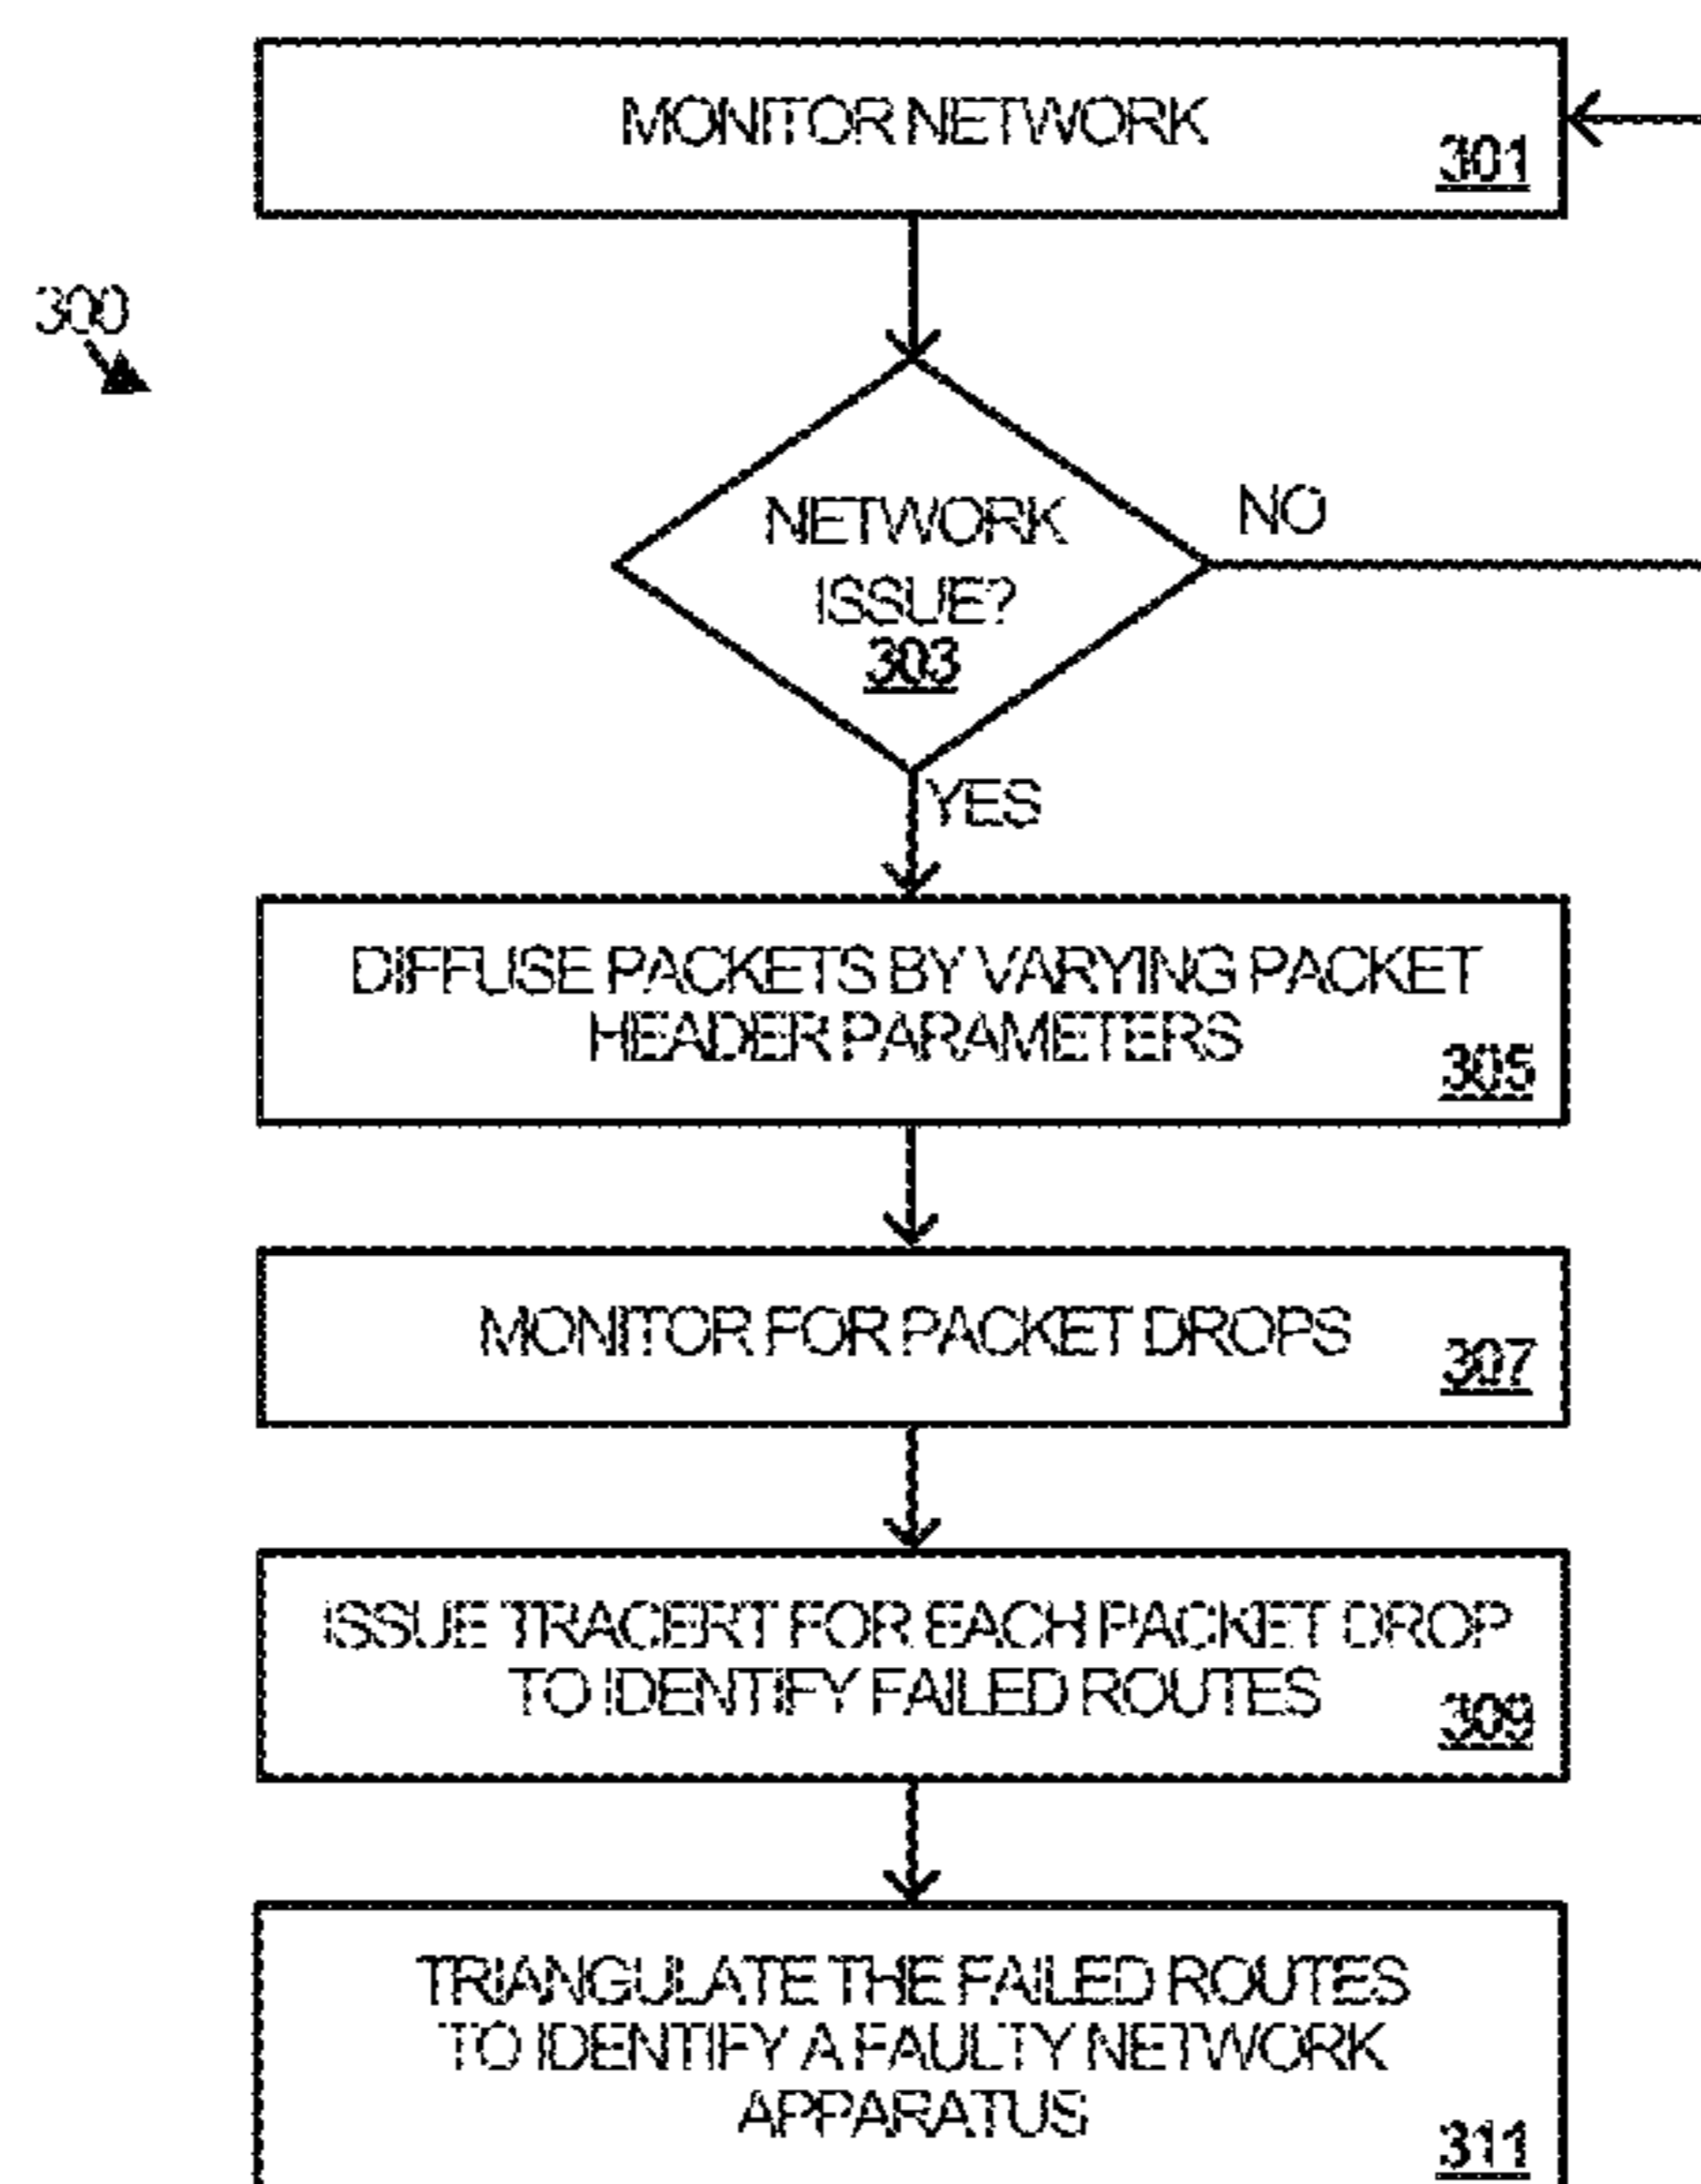 MONITOR NETWORK
301
300
NETWORK
ISSUE?
303
NO
YES
DIFFUSE PACKETS BY VARYING PACKET
HEADER PARAMETERS
305
MONITOR FOR PACKET DROPS
307
ISSUE TRACERT FOR EACH PACKET DROP
TO IDENTIFY FAILED ROUTES
309
TRIANGULATE THE FAILED ROUTES
TO IDENTIFY A FAULTY NETWORK
APPARATUS
311